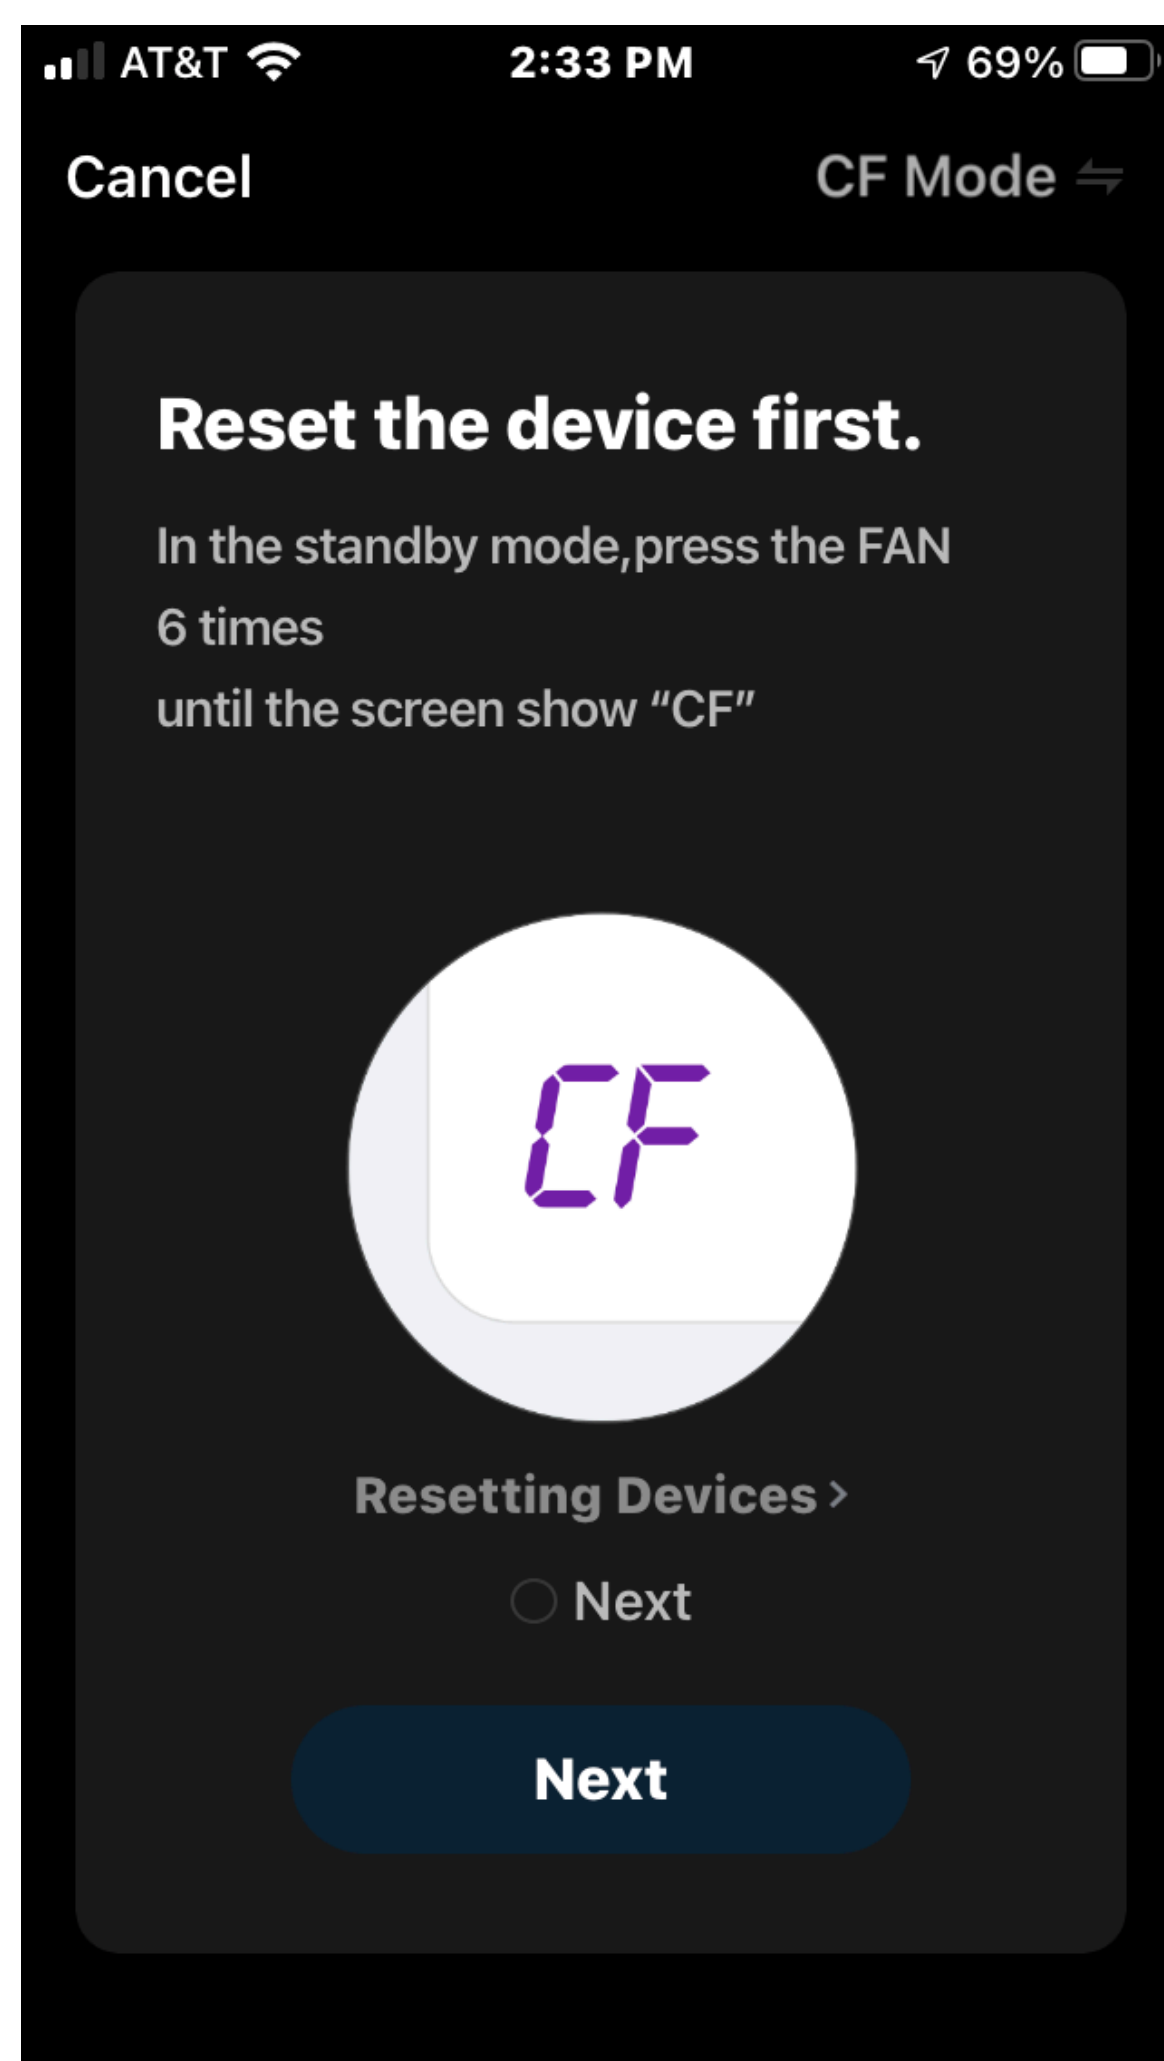 AT&T 2:33 PM 69%
Cancel CF Mode
Reset the device first.
In the standby mode,press the FAN
6 times
until the screen show “CF”
CF
Resetting Devices
Next
Next